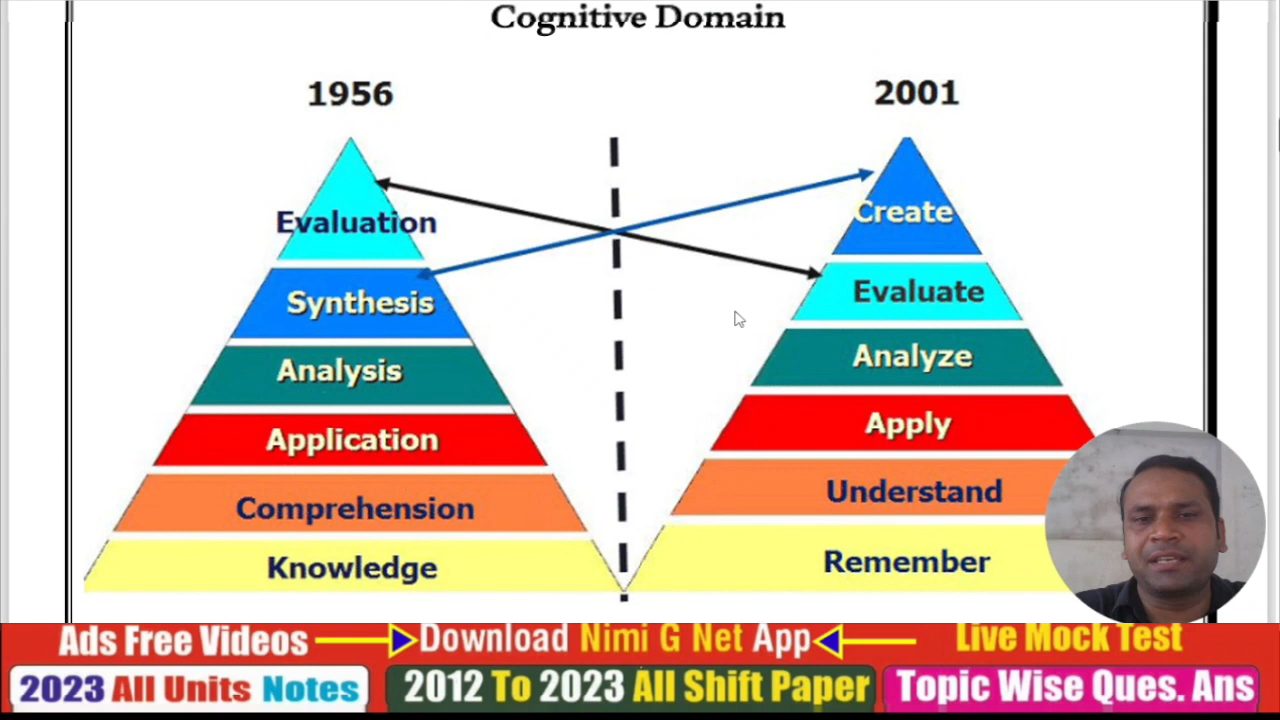 Cognitive Domain
1956
2001
Evaluation
Synthesis
Analysis
Application
Comprehension
Knowledge
Create
Evaluate
Analyze
Apply
Understand
Remember
Ads Free Videos Download Nimi G Net App Live Mock Test
2023 All Units Notes 2012 To 2023 All Shift Paper Topic Wise Ques. Ans